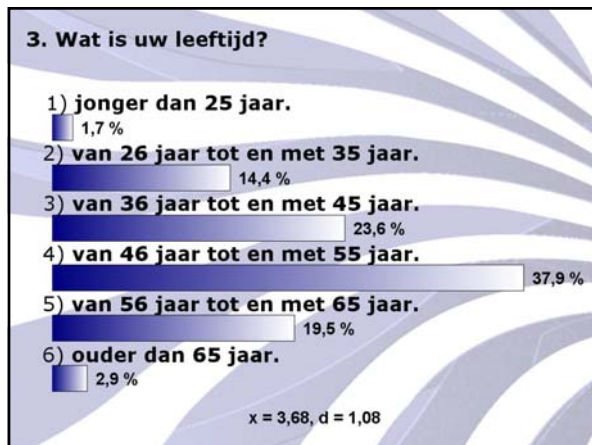 3. Wat is uw leeftijd?
1) jonger dan 25 jaar.
1,7 %
2) van 26 jaar tot en met 35 jaar.
14,4 %
3) van 36 jaar tot en met 45 jaar.
23,6 %
4) van 46 jaar tot en met 55 jaar.
37,9 %
5) van 56 jaar tot en met 65 jaar.
19,5 %
6) ouder dan 65 jaar.
2,9 %
x = 3,68, d = 1,08